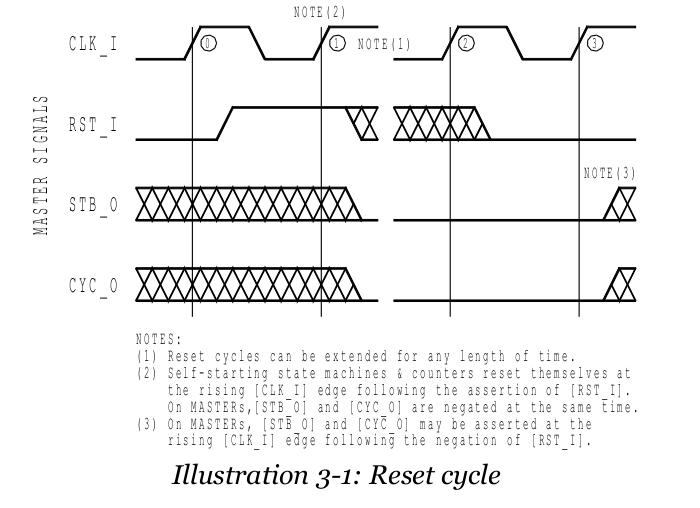 NOTE(2)
CLK_I
0
1
NOTE(1)
2
3
MASTER SIGNALS
RST_I
NOTE(3)
STB_O
CYC_O
NOTES:
(1) Reset cycles can be extended for any length of time.
(2) Self-starting state machines & counters reset themselves at
the rising [CLK_I] edge following the assertion of [RST_I].
On MASTERs,[STB_O] and [CYC_O] are negated at the same time.
(3) On MASTERs, [STB_O] and [CYC_O] may be asserted at the
rising [CLK_I] edge following the negation of [RST_I].
Illustration 3-1: Reset cycle